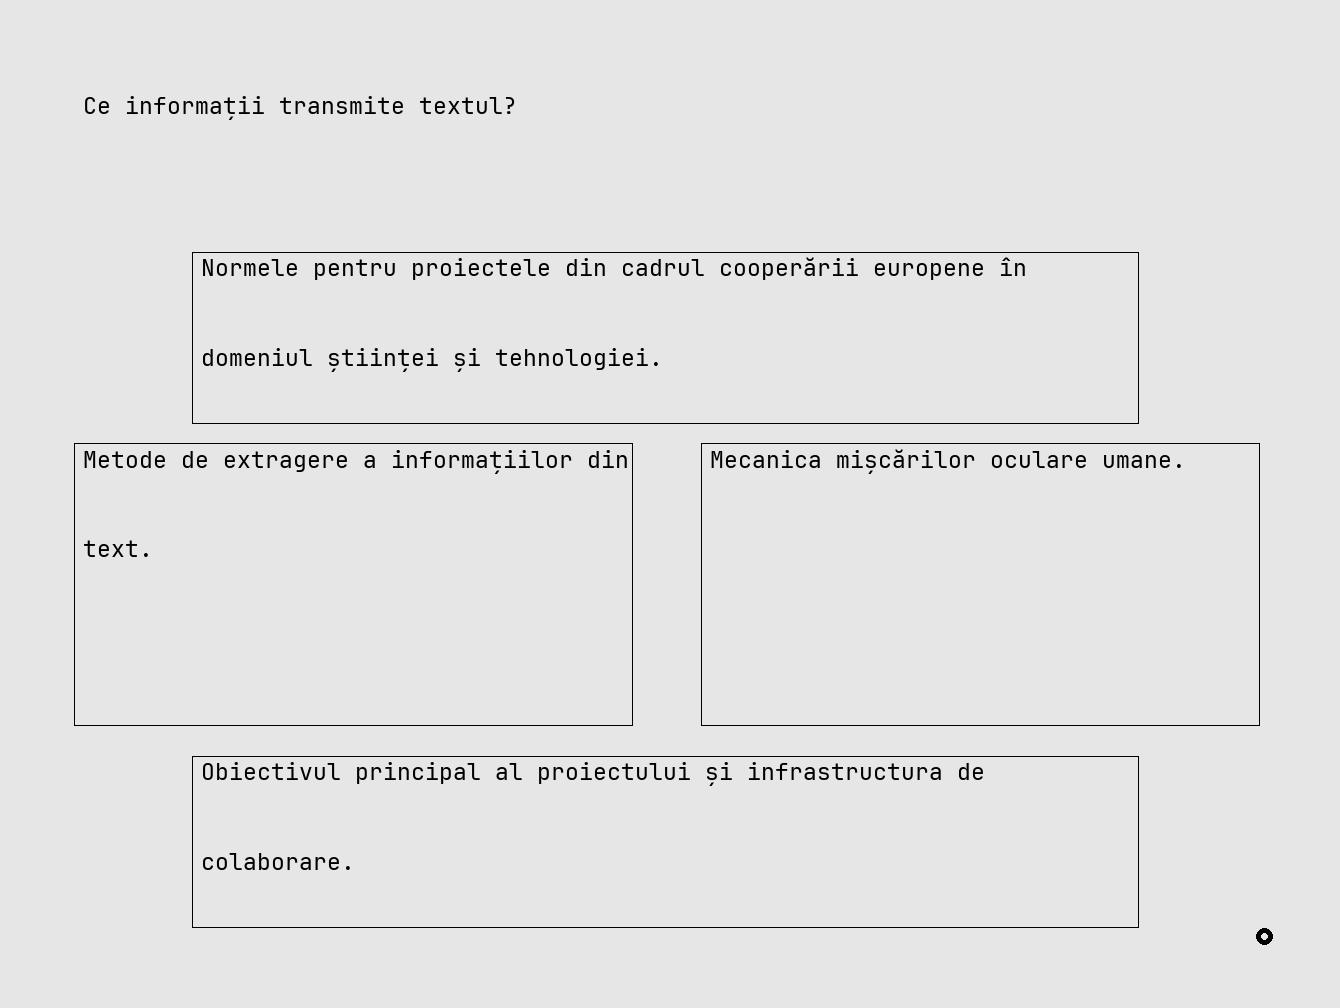 Ce informații transmite textul?
Normele pentru proiectele din cadrul cooperării europene în
domeniul științei și tehnologiei.
Metode de extragere a informațiilor din
text.
Mecanica mișcărilor oculare umane.
Obiectivul principal al proiectului și infrastructura de
colaborare.